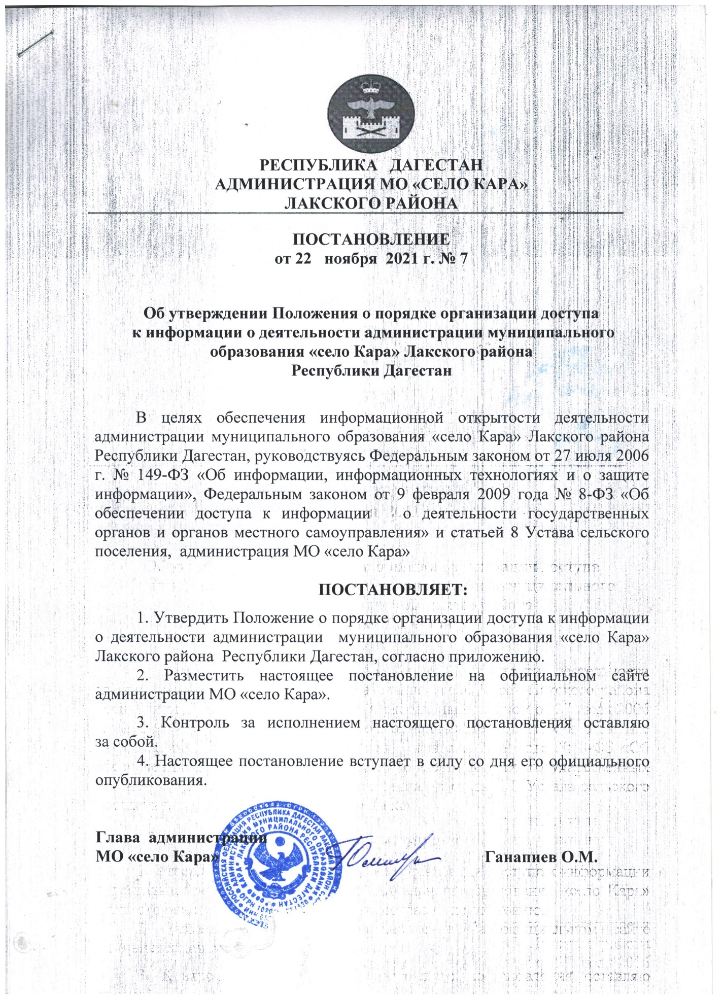 РЕСПУБЛИКА ДАГЕСТАН
АДМИНИСТРАЦИЯ МО «СЕЛО КАРА»
ЛАКСКОГО РАЙОНА
ПОСТАНОВЛЕНИЕ
от 22 ноября 2021 г. № 7
Об утверждении Положения о порядке организации доступа
к информации о деятельности администрации муниципального
образования «село Кара» Лакского района
Республики Дагестан
В целях обеспечения информационной открытости деятельности
администрации муниципального образования «село Кара» Лакского района
Республики Дагестан, руководствуясь Федеральным законом от 27 июля 2006
г. № 149-ФЗ «Об информации, информационных технологиях и о защите
информации», Федеральным законом от 9 февраля 2009 года № 8-ФЗ «Об
обеспечении доступа к информации о деятельности государственных
органов и органов местного самоуправления» и статьей 8 Устава сельского
поселения, администрация МО «село Кара»
ПОСТАНОВЛЯЕТ:
1. Утвердить Положение о порядке организации доступа к информации
о деятельности администрации муниципального образования «село Кара»
Лакского района Республики Дагестан, согласно приложению.
2. Разместить настоящее постановление на официальном сайте
администрации МО «село Кара».
3. Контроль за исполнением настоящего постановления оставляю
за собой.
4. Настоящее постановление вступает в силу со дня его официального
опубликования.
Глава администрации
МО «село Кара» Ганапиев О.М.
РОССИЙСКАЯ ФЕДЕРАЦИЯ РЕСПУБЛИКА ДАГЕСТАН ЛАКСКИЙ РАЙОН
АДМИНИСТРАЦИЯ МУНИЦИПАЛЬНОГО ОБРАЗОВАНИЯ
"село КАРА" ЛАКСКОГО РАЙОНА РЕСПУБЛИКИ ДАГЕСТАН